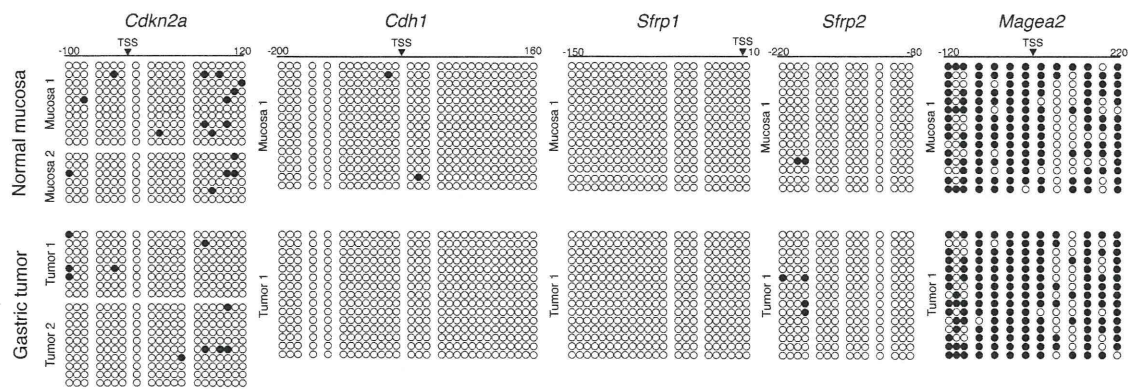 Cdkn2a Cdh1 Sfrp1 Sfrp2 Magea2
-100 TSS 120 -200 TSS 160 -150 TSS 10 -220 -80 -120 TSS 220
Normal mucosa
Mucosa 1 Mucosa 1 Mucosa 1 Mucosa 1 Mucosa 1
Mucosa 2
Gastric tumor
Tumor 1 Tumor 1 Tumor 1 Tumor 1 Tumor 1
Tumor 2